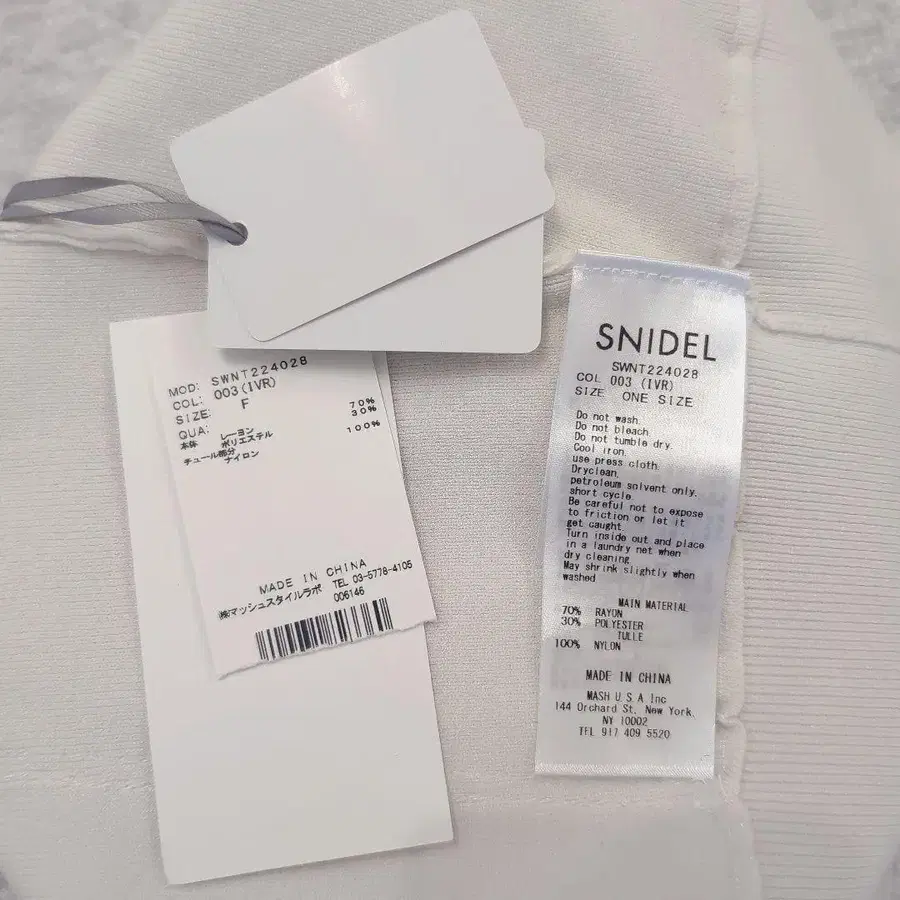 MOD: SWNT224028
COL: 003(IVR)
SIZE: F
QUA:
本体 レーヨン 70%
ポリエステル 30%
チュール部分
ナイロン 100%
MADE IN CHINA
㈱マッシュスタイルラボ TEL 03-5778-4105
006146
SNIDEL
SWNT224028
COL 003 (IVR)
SIZE ONE SIZE
Do not wash.
Do not bleach.
Do not tumble dry.
Cool iron.
use press cloth.
Dryclean,
petroleum solvent only.
short cycle.
Be careful not to expose
to friction or let it
get caught.
Turn inside out and place
in a laundry net when
dry cleaning.
May shrink slightly when
washed
MAIN MATERIAL
70% RAYON
30% POLYESTER
TULLE
100% NYLON
MADE IN CHINA
MASH U.S.A Inc
144 Orchard St. New York.
NY 10002
TEL 917 409 5520